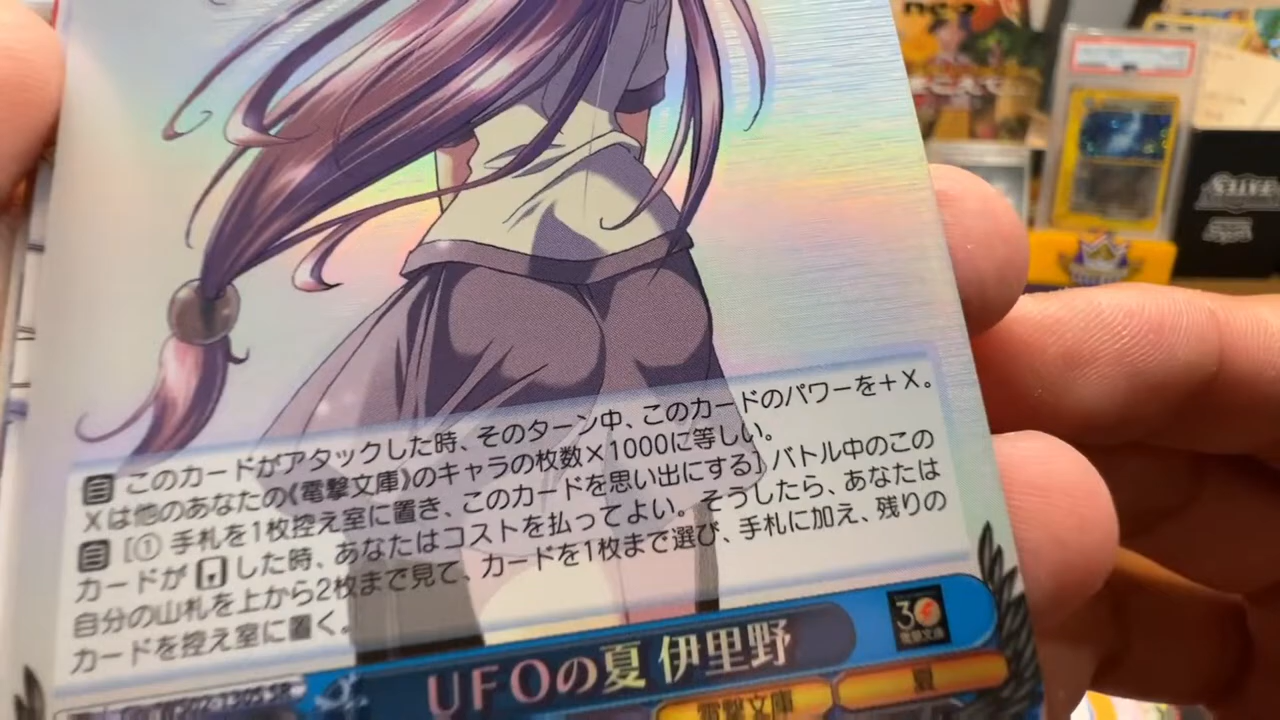 このカードがアタックした時、そのターン中、このカードのパワーを＋Ｘ。
Ｘは他のあなたの《電撃文庫》のキャラの枚数×1000に等しい。
［① 手札を1枚控え室に置き、このカードを思い出にする］バトル中のこの
カードが した時、あなたはコストを払ってよい。そうしたら、あなたは
自分の山札を上から2枚まで見て、カードを1枚まで選び、手札に加え、残りの
カードを控え室に置く。
30
電撃文庫
UFOの夏 伊里野
電撃文庫
夏